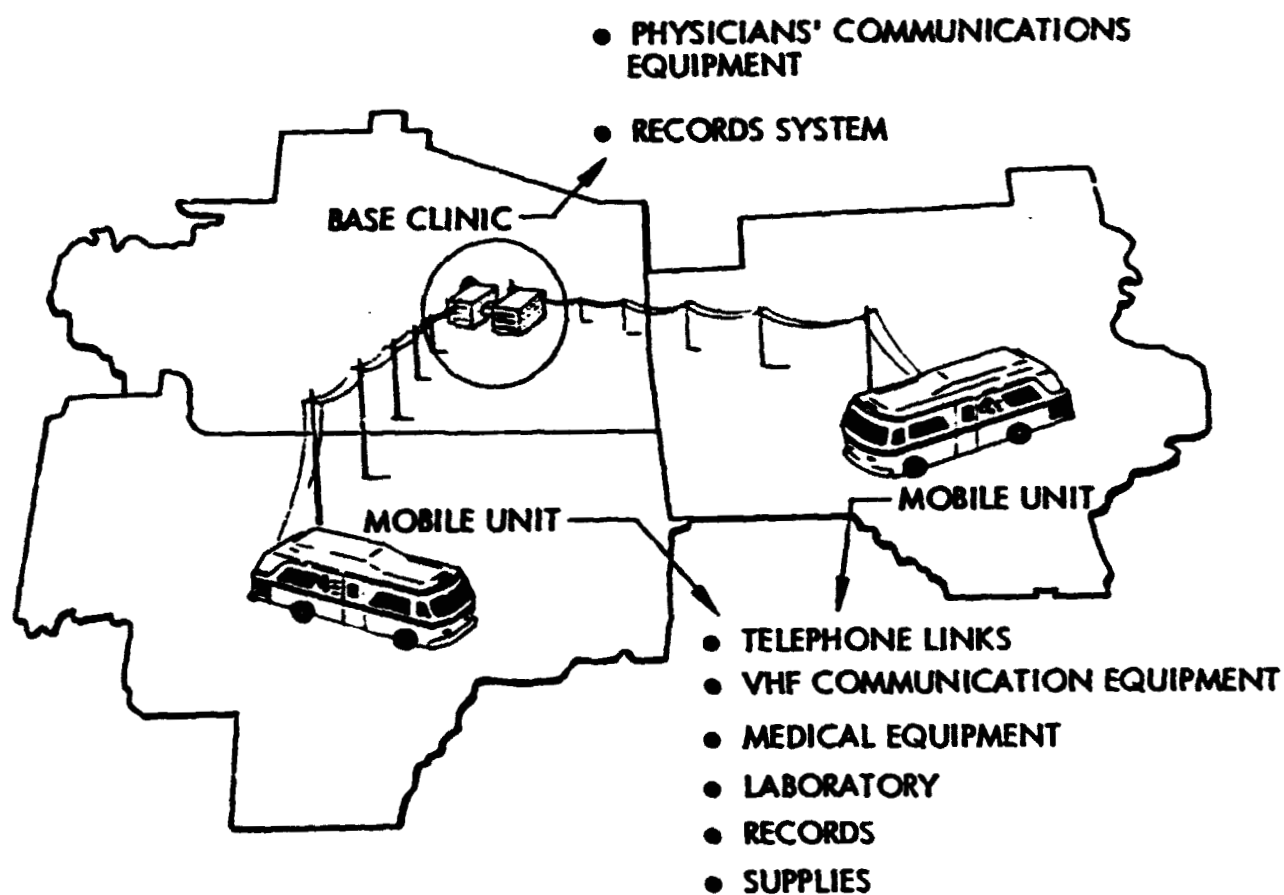 • PHYSICIANS' COMMUNICATIONS
EQUIPMENT
• RECORDS SYSTEM
BASE CLINIC
MOBILE UNIT
MOBILE UNIT
• TELEPHONE LINKS
• VHF COMMUNICATION EQUIPMENT
• MEDICAL EQUIPMENT
• LABORATORY
• RECORDS
• SUPPLIES